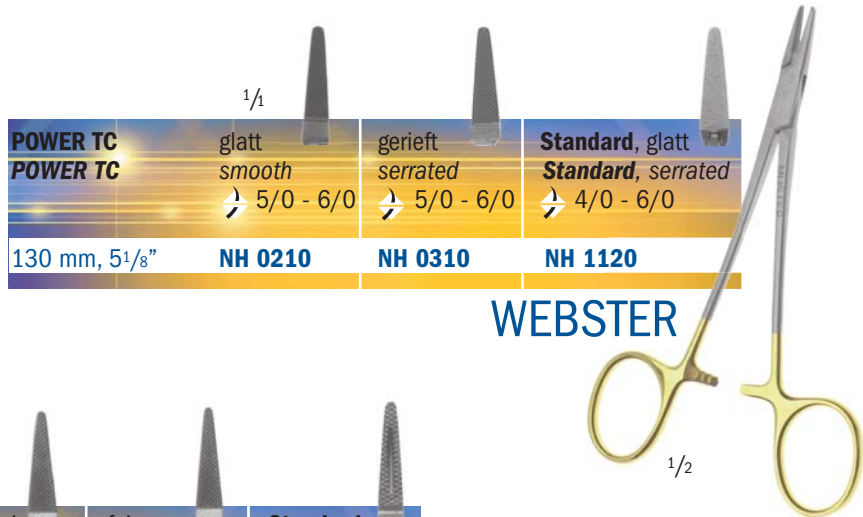 1/1
POWER TC glatt gerieft Standard, glatt
POWER TC smooth serrated Standard, serrated
5/0 - 6/0 5/0 - 6/0 4/0 - 6/0
130 mm, 5 1/8” NH 0210 NH 0310 NH 1120
WEBSTER
1/2